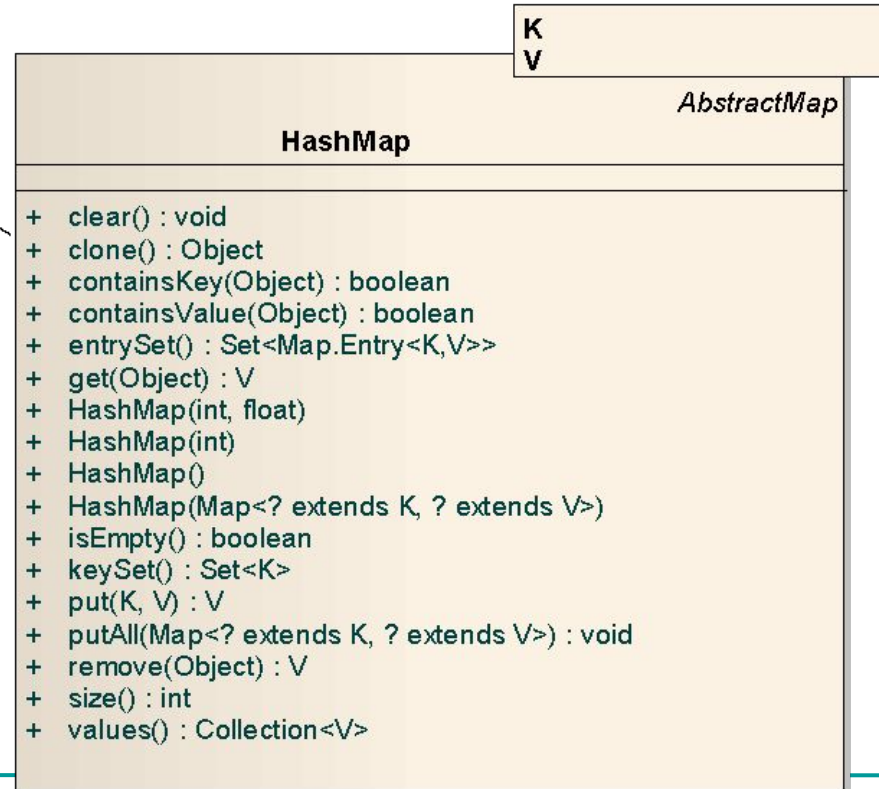 K
V
AbstractMap
HashMap
+ clear() : void
+ clone() : Object
+ containsKey(Object) : boolean
+ containsValue(Object) : boolean
+ entrySet() : Set<Map.Entry<K,V>>
+ get(Object) : V
+ HashMap(int, float)
+ HashMap(int)
+ HashMap()
+ HashMap(Map<? extends K, ? extends V>)
+ isEmpty() : boolean
+ keySet() : Set<K>
+ put(K, V) : V
+ putAll(Map<? extends K, ? extends V>) : void
+ remove(Object) : V
+ size() : int
+ values() : Collection<V>